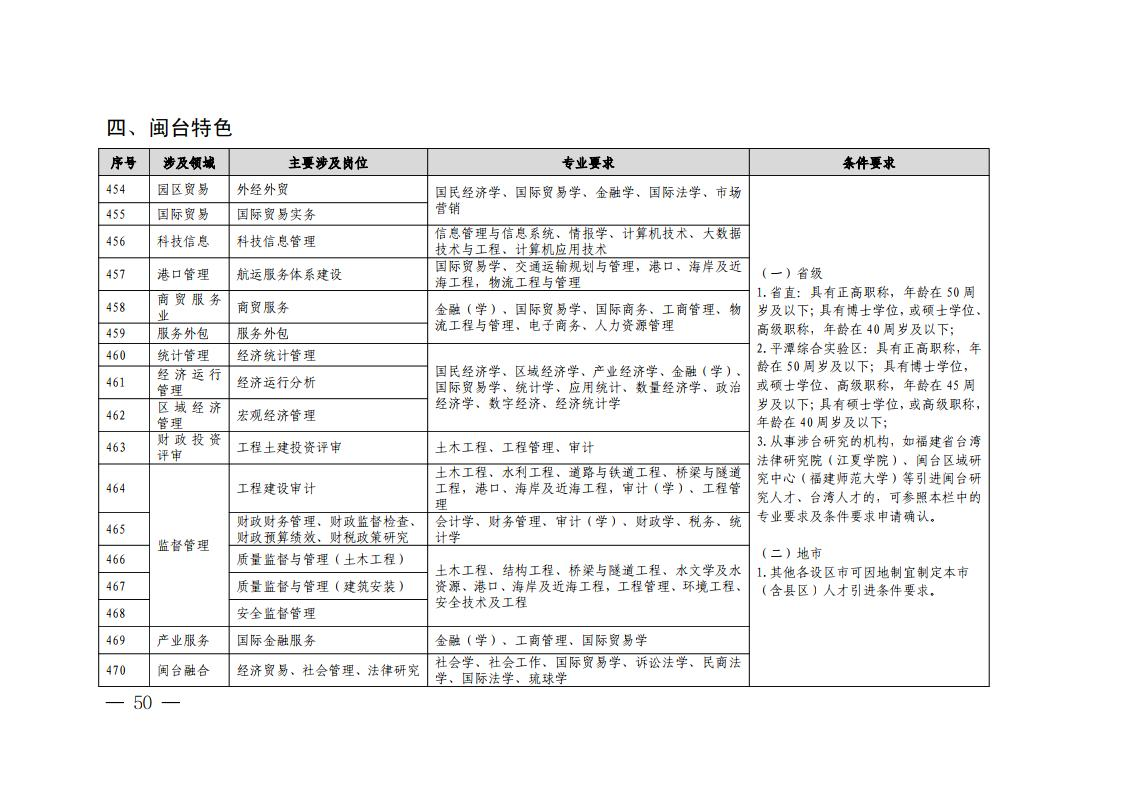 四、闽台特色
序号 涉及领域 主要涉及岗位 专业要求 条件要求
454 园区贸易 外经外贸
455 国际贸易 国际贸易实务
国民经济学、国际贸易学、金融学、国际法学、市场
营销
456 科技信息 科技信息管理
信息管理与信息系统、情报学、计算机技术、大数据
技术与工程、计算机应用技术
457 港口管理 航运服务体系建设
国际贸易学、交通运输规划与管理，港口、海岸及近
海工程，物流工程与管理
458 商贸服务
业 商贸服务
459 服务外包 服务外包
金融（学）、国际贸易学、国际商务、工商管理、物
流工程与管理、电子商务、人力资源管理
460 统计管理 经济统计管理
461 经济运行
管理 经济运行分析
462 区域经济
管理 宏观经济管理
国民经济学、区域经济学、产业经济学、金融（学）、
国际贸易学、统计学、应用统计、数量经济学、政治
经济学、数字经济、经济统计学
463 财政投资
评审 工程土建投资评审 土木工程、工程管理、审计
监督管理
464 工程建设审计
土木工程、水利工程、道路与铁道工程、桥梁与隧道
工程，港口、海岸及近海工程，审计（学）、工程管
理
465 财政财务管理、财政监督检查、
财政预算绩效、财税政策研究
会计学、财务管理、审计（学）、财政学、税务、统
计学
466 质量监督与管理（土木工程）
467 质量监督与管理（建筑安装）
468 安全监督管理
土木工程、结构工程、桥梁与隧道工程、水文学及水
资源、港口、海岸及近海工程，工程管理、环境工程、
安全技术及工程
469 产业服务 国际金融服务 金融（学）、工商管理、国际贸易学
470 闽台融合 经济贸易、社会管理、法律研究
社会学、社会工作、国际贸易学、诉讼法学、民商法
学、国际法学、琉球学
（一）省级
1.省直：具有正高职称，年龄在50周
岁及以下；具有博士学位，或硕士学位、
高级职称，年龄在40周岁及以下；
2.平潭综合实验区：具有正高职称，年
龄在50周岁及以下；具有博士学位，
或硕士学位、高级职称，年龄在45周
岁及以下；具有硕士学位，或高级职称，
年龄在40周岁及以下；
3.从事涉台研究的机构，如福建省台湾
法律研究院（江夏学院）、闽台区域研
究中心（福建师范大学）等引进闽台研
究人才、台湾人才的，可参照本栏中的
专业要求及条件要求申请确认。
（二）地市
1.其他各设区市可因地制宜制定本市
（含县区）人才引进条件要求。
— 50 —